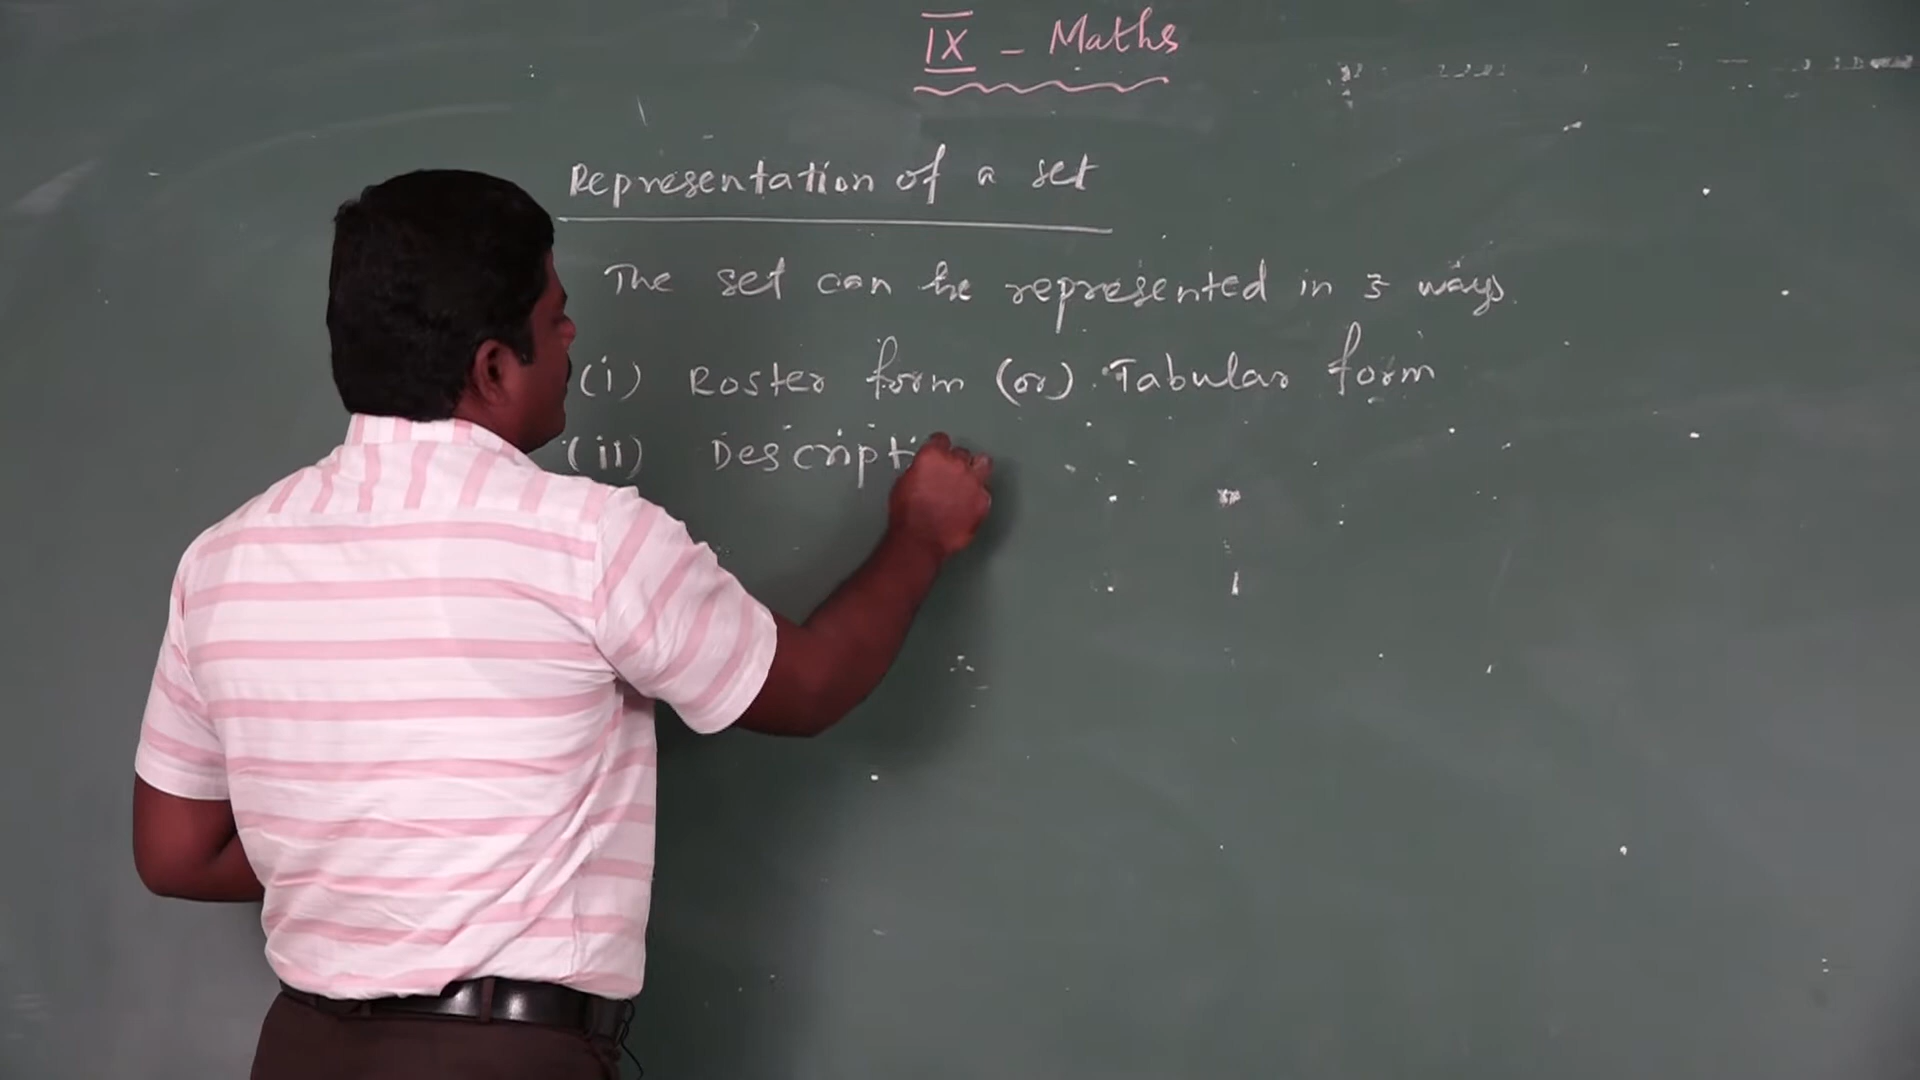 IX - Maths
Representation of a set
The set can be represented in 3 ways.
(i) Roster form (or) Tabular form
(ii) Descripti